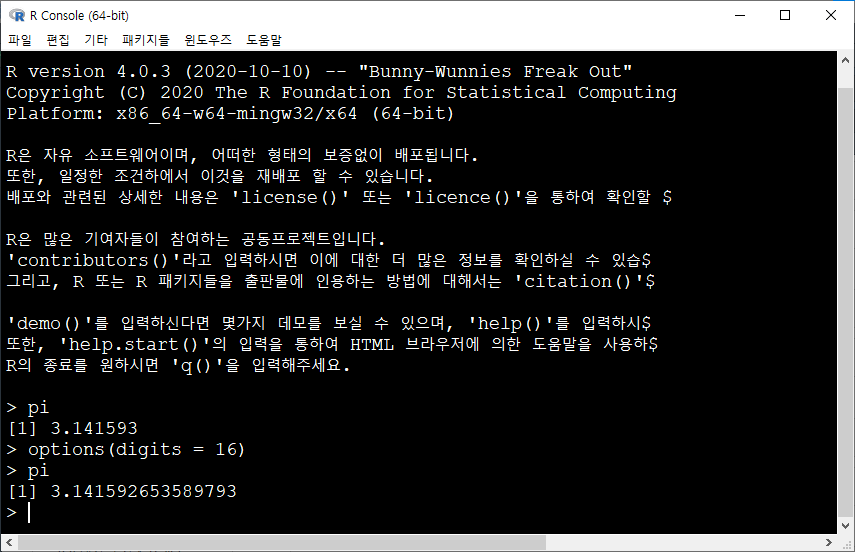 R Console (64-bit)
파일 편집 기타 패키지들 윈도우즈 도움말
R version 4.0.3 (2020-10-10) -- "Bunny-Wunnies Freak Out"
Copyright (C) 2020 The R Foundation for Statistical Computing
Platform: x86_64-w64-mingw32/x64 (64-bit)
R은 자유 소프트웨어이며, 어떠한 형태의 보증없이 배포됩니다.
또한, 일정한 조건하에서 이것을 재배포 할 수 있습니다.
배포와 관련된 상세한 내용은 'license()' 또는 'licence()'을 통하여 확인할 $
R은 많은 기여자들이 참여하는 공동프로젝트입니다.
'contributors()'라고 입력하시면 이에 대한 더 많은 정보를 확인하실 수 있습$
그리고, R 또는 R 패키지들을 출판물에 인용하는 방법에 대해서는 'citation()'$
'demo()'를 입력하신다면 몇가지 데모를 보실 수 있으며, 'help()'를 입력하시$
또한, 'help.start()'의 입력을 통하여 HTML 브라우저에 의한 도움말을 사용하$
R의 종료를 원하시면 'q()'을 입력해주세요.
> pi
[1] 3.141593
> options(digits = 16)
> pi
[1] 3.141592653589793
>